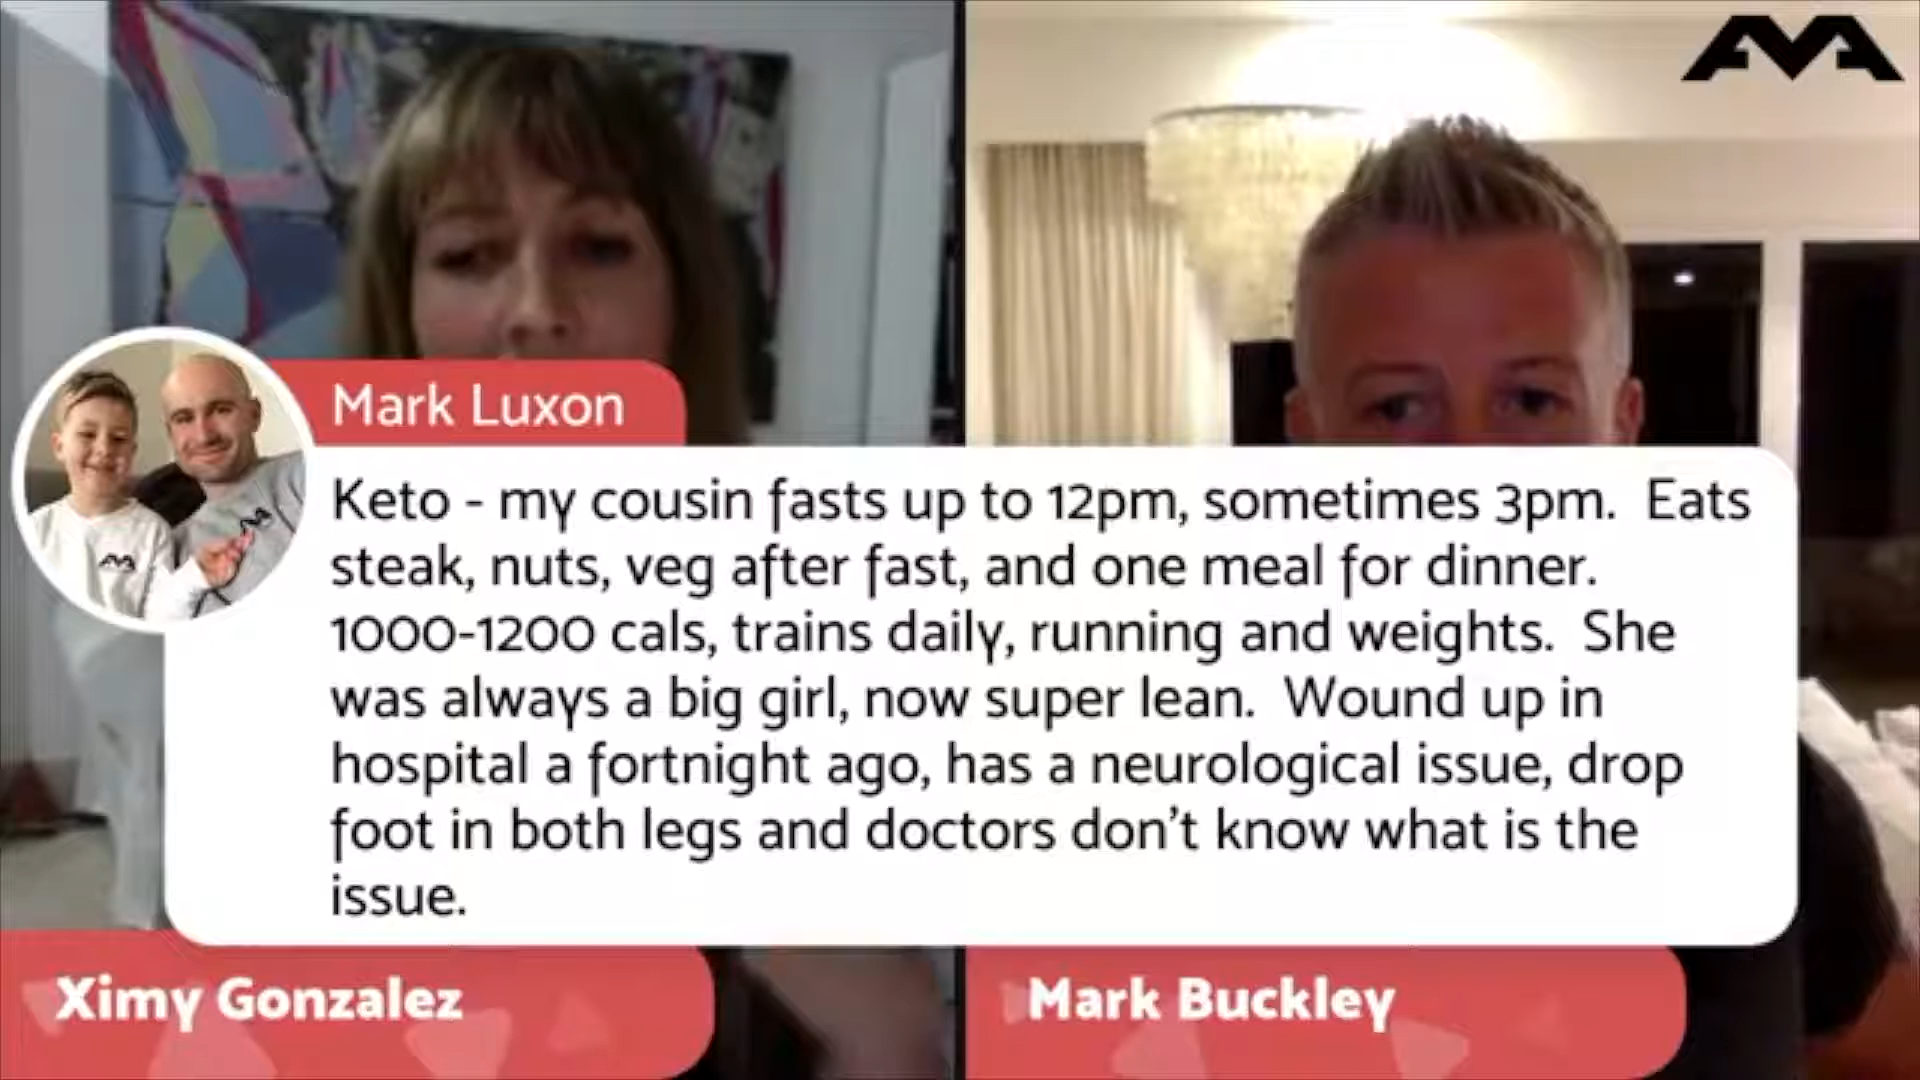 Mark Luxon
Keto - my cousin fasts up to 12pm, sometimes 3pm.  Eats
steak, nuts, veg after fast, and one meal for dinner.
1000-1200 cals, trains daily, running and weights.  She
was always a big girl, now super lean.  Wound up in
hospital a fortnight ago, has a neurological issue, drop
foot in both legs and doctors don’t know what is the
issue.
Ximy Gonzalez
Mark Buckley